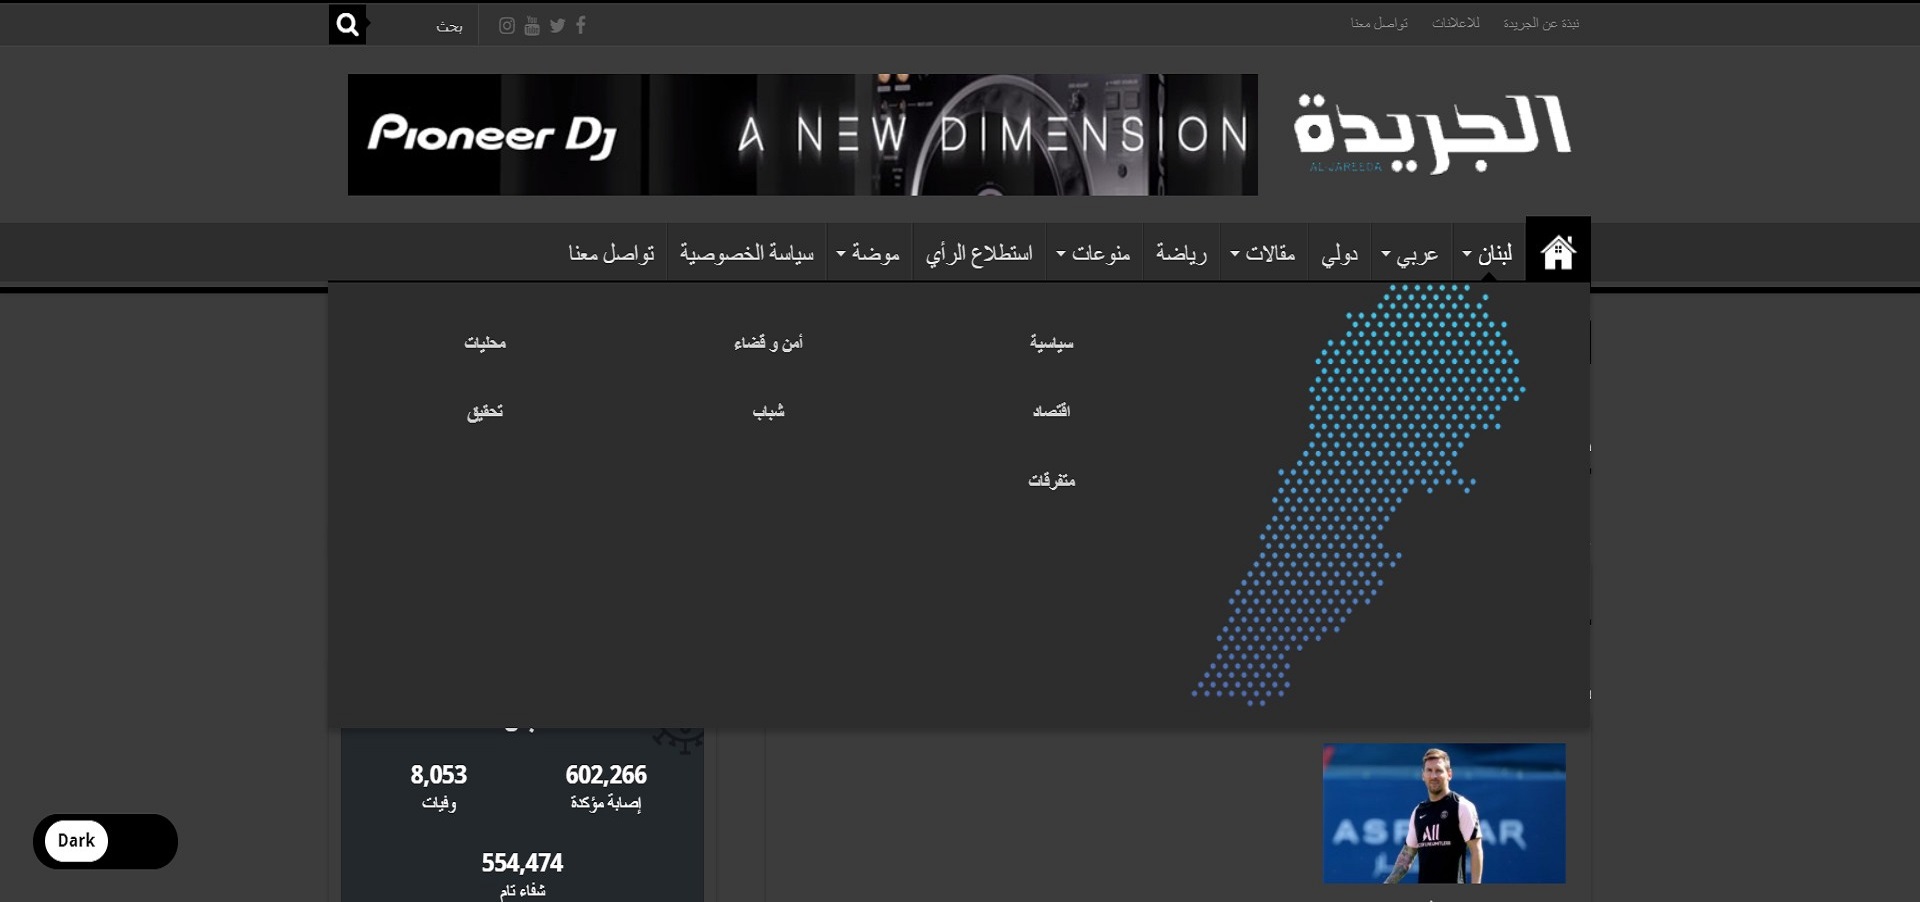 نبذة عن الجريدة
للاعلانات
تواصل معنا
بحث
الجريدة
AL-JAREEDA
Pioneer Dj
A NEW DIMENSION
لبنان
عربي
دولي
مقالات
رياضة
منوعات
استطلاع الرأي
موضة
سياسة الخصوصية
تواصل معنا
سياسية
أمن و قضاء
محليات
اقتصاد
شباب
تحقيق
متفرقات
602,266
إصابة مؤكدة
8,053
وفيات
554,474
شفاء تام
Dark